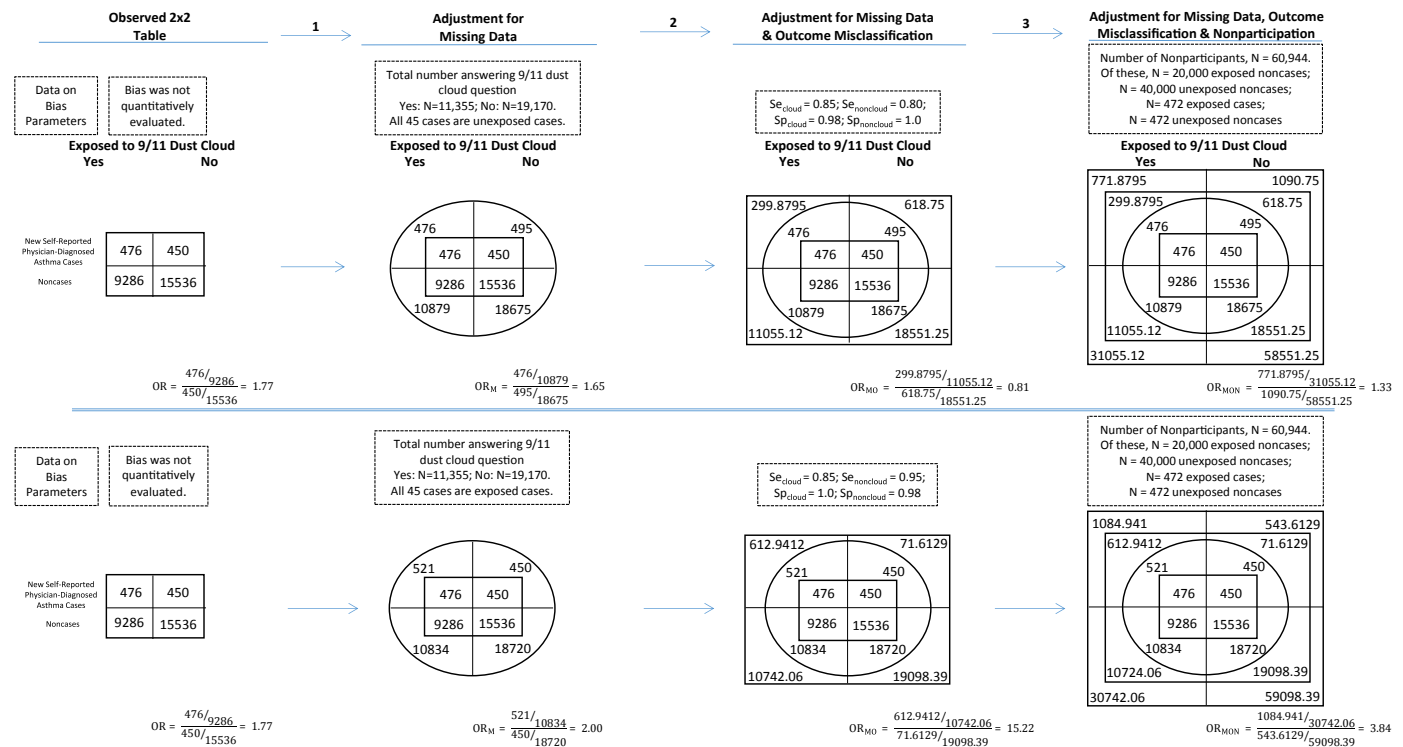 Observed 2x2
Table
1
Adjustment for
Missing Data
2
Adjustment for Missing Data
& Outcome Misclassification
3
Adjustment for Missing Data, Outcome
Misclassification & Nonparticipation
Data on
Bias
Parameters
Bias was not
quantitatively
evaluated.
Total number answering 9/11 dust
cloud question
Yes: N=11,355; No: N=19,170.
All 45 cases are unexposed cases.
Se_cloud = 0.85; Se_noncloud = 0.80;
Sp_cloud = 0.98; Sp_noncloud = 1.0
Number of Nonparticipants, N = 60,944.
Of these, N = 20,000 exposed noncases;
N = 40,000 unexposed noncases;
N= 472 exposed cases;
N = 472 unexposed noncases
Exposed to 9/11 Dust Cloud
Yes No
Exposed to 9/11 Dust Cloud
Yes No
Exposed to 9/11 Dust Cloud
Yes No
Exposed to 9/11 Dust Cloud
Yes No
New Self-Reported
Physician-Diagnosed
Asthma Cases
Noncases
476 450
9286 15536
476 495
476 450
9286 15536
10879 18675
299.8795 618.75
476 495
476 450
9286 15536
10879 18675
11055.12 18551.25
771.8795 1090.75
299.8795 618.75
476 495
476 450
9286 15536
10879 18675
11055.12 18551.25
31055.12 58551.25
OR = 476/9286 / 450/15536 = 1.77
OR_M = 476/10879 / 495/18675 = 1.65
OR_MO = 299.8795/11055.12 / 618.75/18551.25 = 0.81
OR_MON = 771.8795/31055.12 / 1090.75/58551.25 = 1.33
Data on
Bias
Parameters
Bias was not
quantitatively
evaluated.
Total number answering 9/11
dust cloud question
Yes: N=11,355; No: N=19,170.
All 45 cases are exposed cases.
Se_cloud = 0.85; Se_noncloud = 0.95;
Sp_cloud = 1.0; Sp_noncloud = 0.98
Number of Nonparticipants, N = 60,944.
Of these, N = 20,000 exposed noncases;
N = 40,000 unexposed noncases;
N = 472 exposed cases;
N = 472 unexposed noncases
New Self-Reported
Physician-Diagnosed
Asthma Cases
Noncases
476 450
9286 15536
521 450
476 450
9286 15536
10834 18720
612.9412 71.6129
521 450
476 450
9286 15536
10834 18720
10742.06 19098.39
1084.941 543.6129
612.9412 71.6129
521 450
476 450
9286 15536
10834 18720
10724.06 19098.39
30742.06 59098.39
OR = 476/9286 / 450/15536 = 1.77
OR_M = 521/10834 / 450/18720 = 2.00
OR_MO = 612.9412/10742.06 / 71.6129/19098.39 = 15.22
OR_MON = 1084.941/30742.06 / 543.6129/59098.39 = 3.84